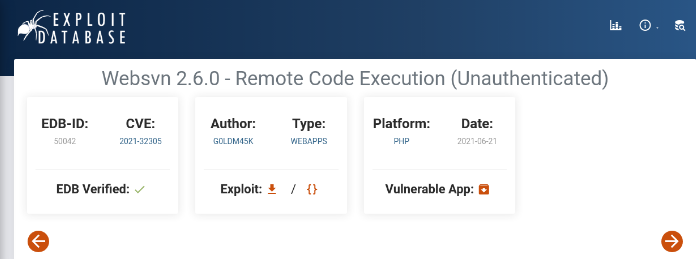 EXPLOIT
DATABASE
Websvn 2.6.0 - Remote Code Execution (Unauthenticated)
EDB-ID: CVE: Author: Type: Platform: Date:
50042 2021-32305 G0LDM45K WEBAPPS PHP 2021-06-21
EDB Verified: Exploit: / {} Vulnerable App: